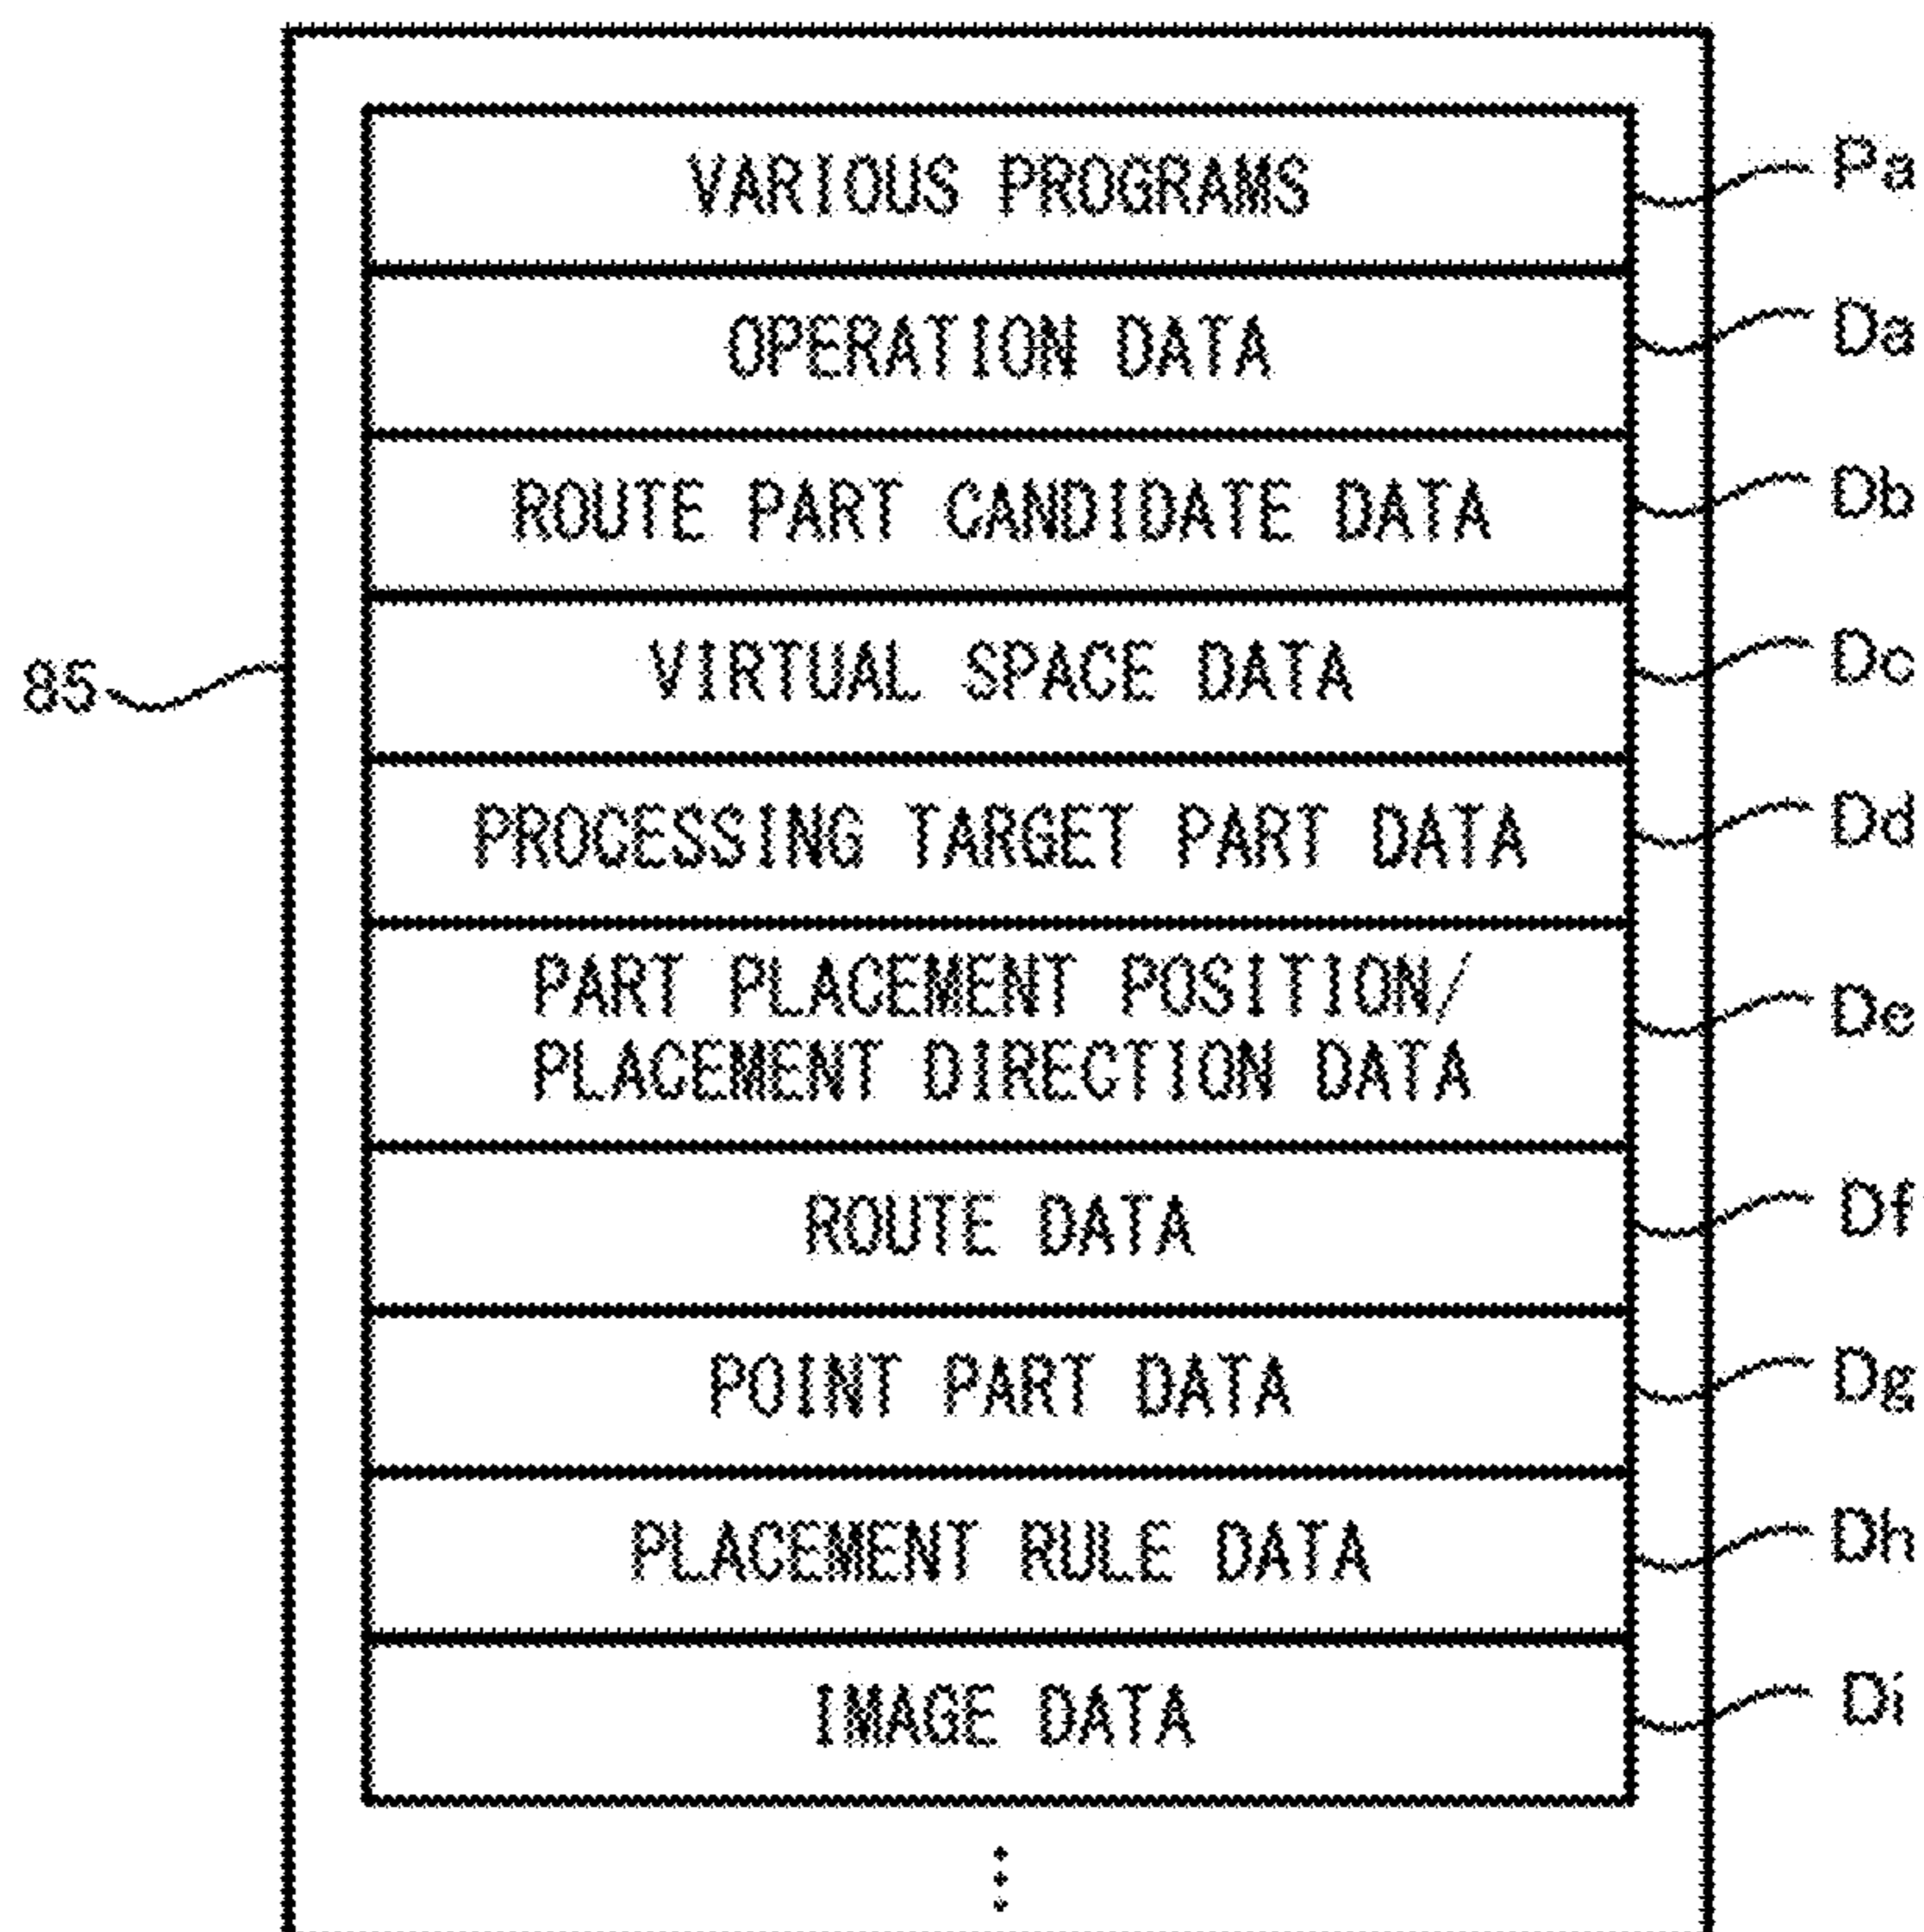 VARIOUS PROGRAMS
Pa
OPERATION DATA
Da
ROUTE PART CANDIDATE DATA
Db
VIRTUAL SPACE DATA
Dc
85
PROCESSING TARGET PART DATA
Dd
PART PLACEMENT POSITION/
PLACEMENT DIRECTION DATA
De
ROUTE DATA
Df
POINT PART DATA
Dg
PLACEMENT RULE DATA
Dh
IMAGE DATA
Di